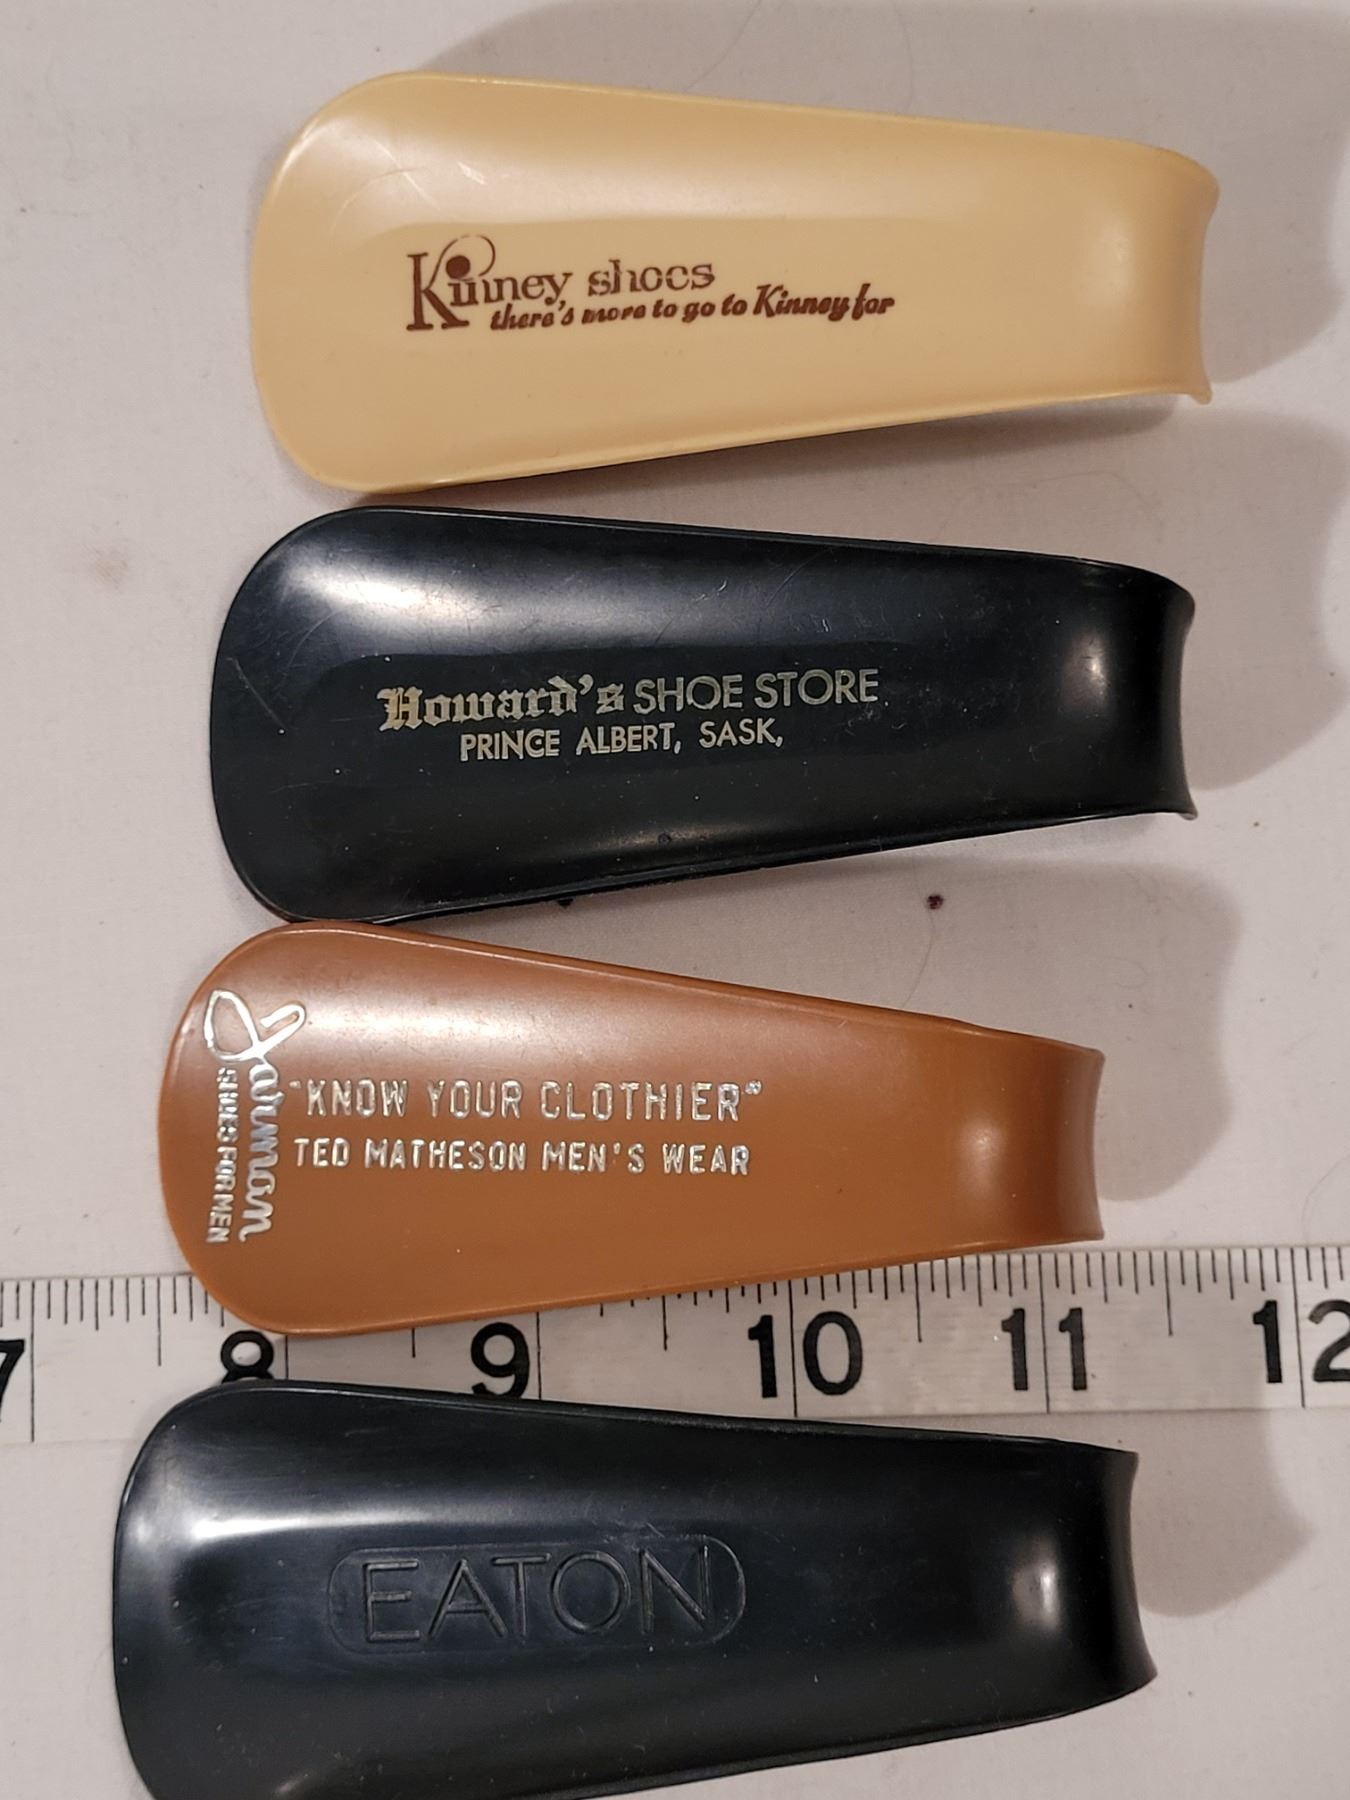 Kinney shoes
there's more to go to Kinney for
Howard's SHOE STORE
PRINCE ALBERT, SASK,
Jarman
SHOES FOR MEN
"KNOW YOUR CLOTHIER"
TED MATHESON MEN'S WEAR
7 8 9 10 11 12
EATON